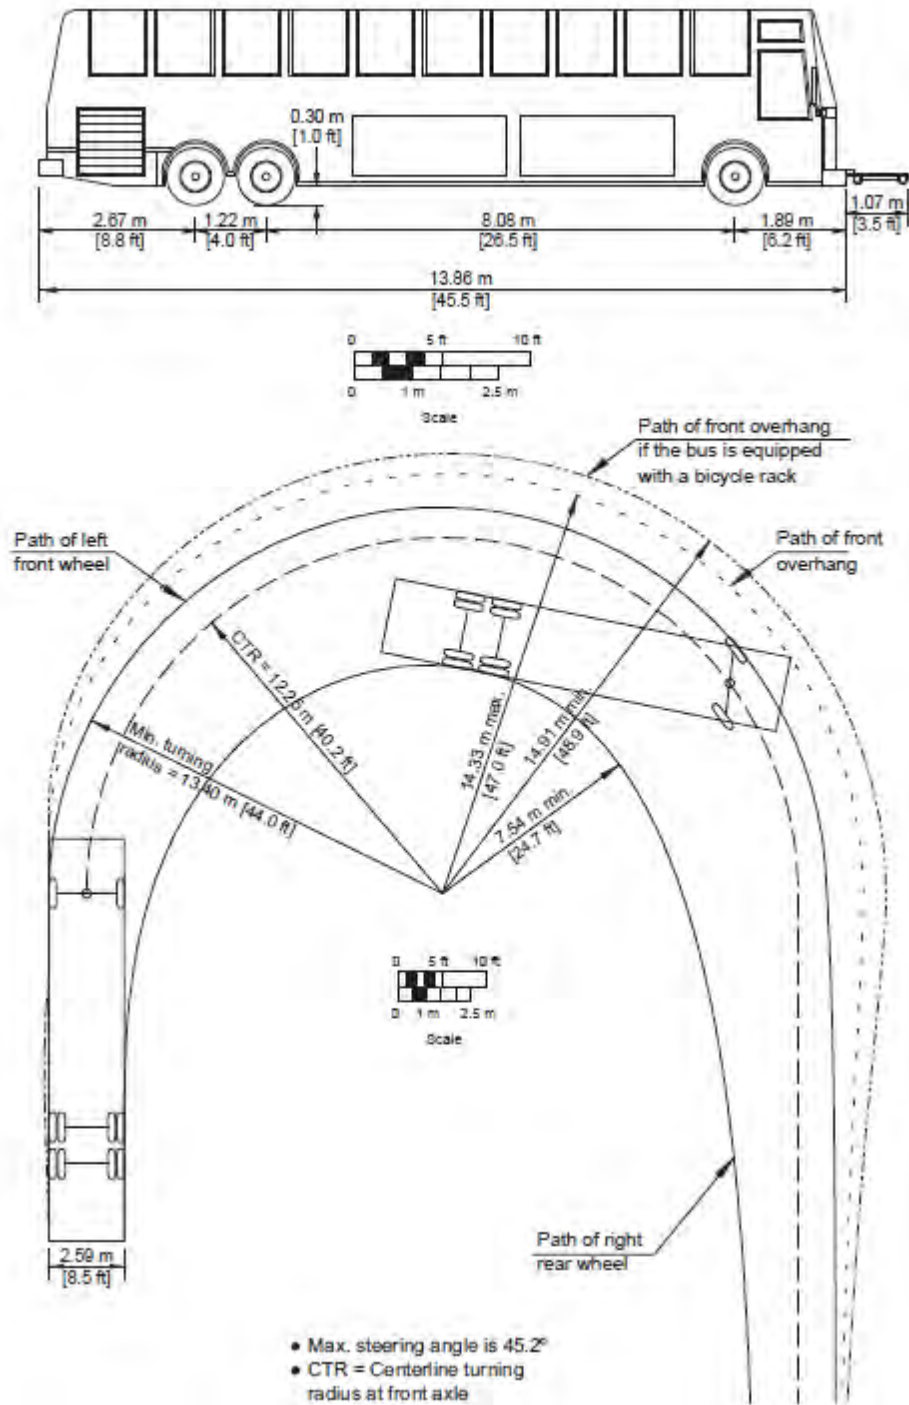 0.30 m
[1.0 ft]
2.67 m
[8.8 ft]
1.22 m
[4.0 ft]
8.08 m
[26.5 ft]
1.89 m
[6.2 ft]
1.07 m
[3.5 ft]
13.86 m
[45.5 ft]
0 5 ft 10 ft
0 1 m 2.5 m
Scale
Path of front overhang
if the bus is equipped
with a bicycle rack
Path of left
front wheel
Path of front
overhang
CTR = 12.25 m [40.2 ft]
Min. turning
radius = 13.40 m [44.0 ft]
14.33 m max.
[47.0 ft]
14.91 m min.
[48.9 ft]
7.54 m min.
[24.7 ft]
0 5 ft 10 ft
0 1 m 2.5 m
Scale
2.59 m
[8.5 ft]
Path of right
rear wheel
• Max. steering angle is 45.2º
• CTR = Centerline turning
radius at front axle